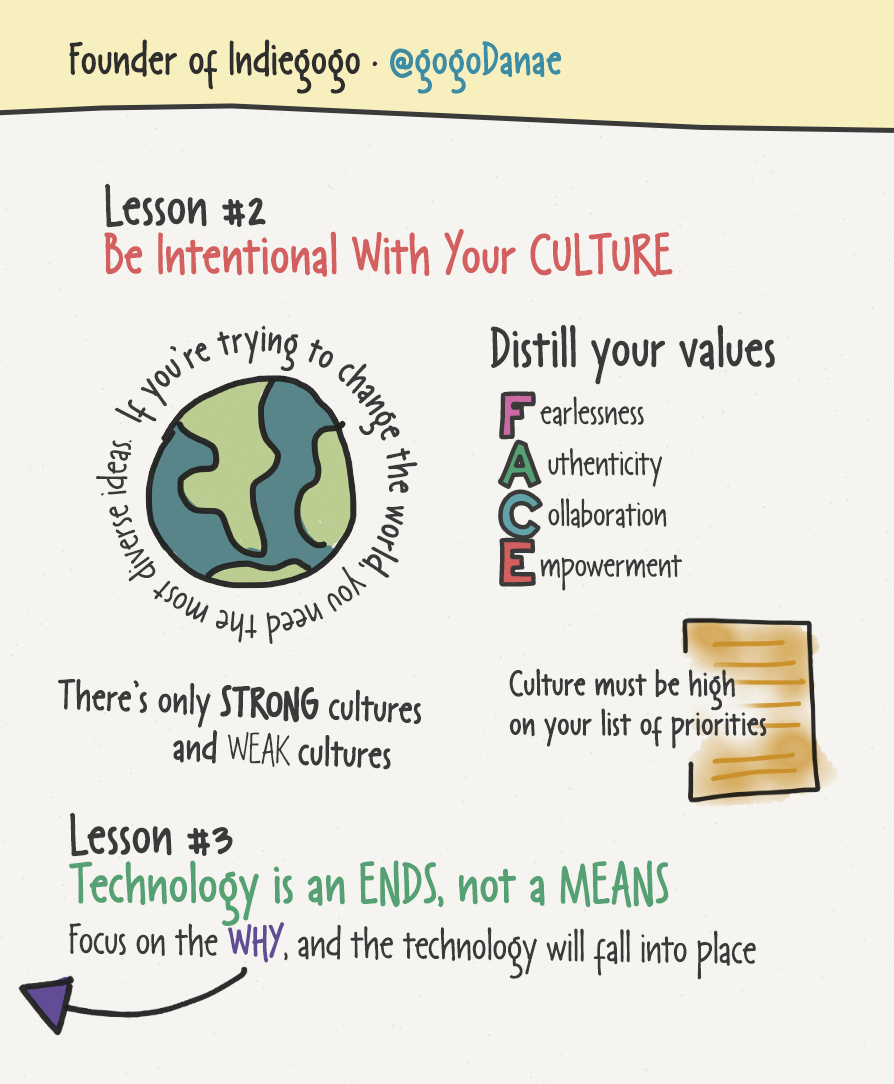 Founder of Indiegogo · @gogoDanae
Lesson #2
Be Intentional With Your CULTURE
If you're trying to change the world, you need the most diverse ideas.
Distill your values
Fearlessness
Authenticity
Collaboration
Empowerment
There's only STRONG cultures
and WEAK cultures
Culture must be high
on your list of priorities
Lesson #3
Technology is an ENDS, not a MEANS
Focus on the WHY, and the technology will fall into place